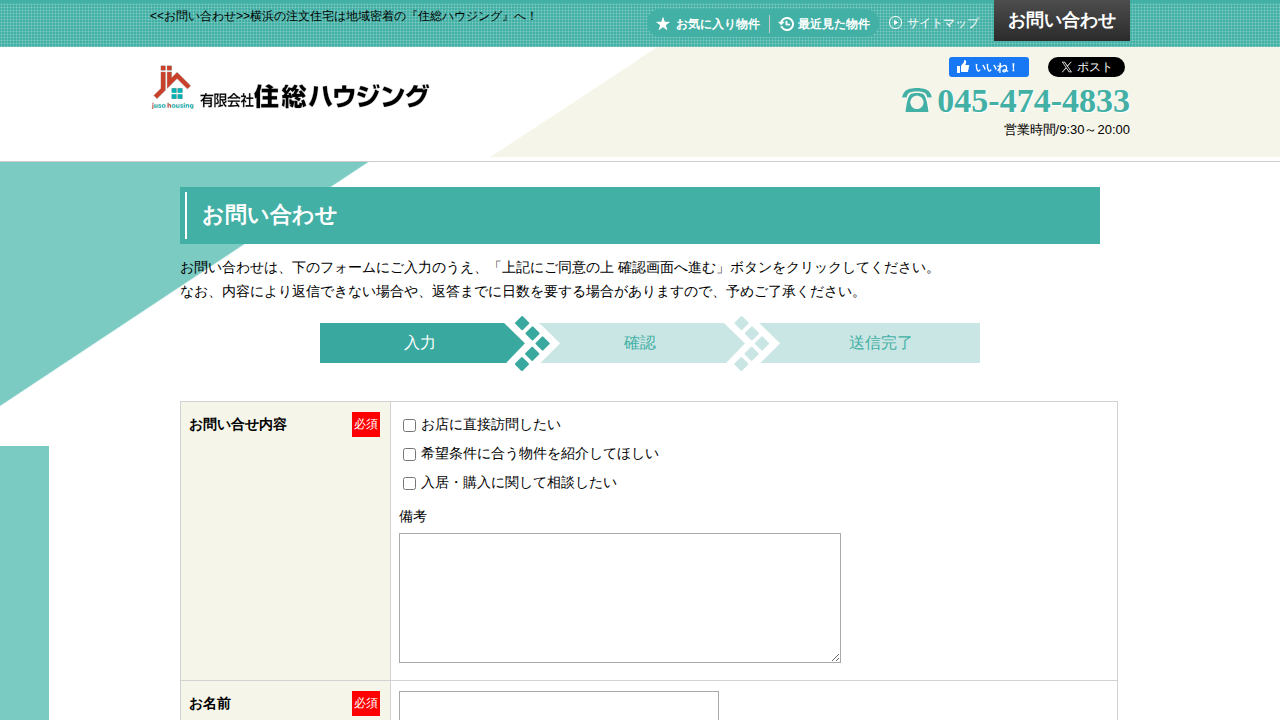 <<お問い合わせ>>横浜の注文住宅は地域密着の『住総ハウジング』へ！
お気に入り物件
最近見た物件
サイトマップ
お問い合わせ
juso housing
有限会社住総ハウジング
いいね！
ポスト
045-474-4833
営業時間/9:30～20:00
お問い合わせ
お問い合わせは、下のフォームにご入力のうえ、「上記にご同意の上 確認画面へ進む」ボタンをクリックしてください。
なお、内容により返信できない場合や、返答までに日数を要する場合がありますので、予めご了承ください。
入力
確認
送信完了
お問い合せ内容
必須
お店に直接訪問したい
希望条件に合う物件を紹介してほしい
入居・購入に関して相談したい
備考
お名前
必須